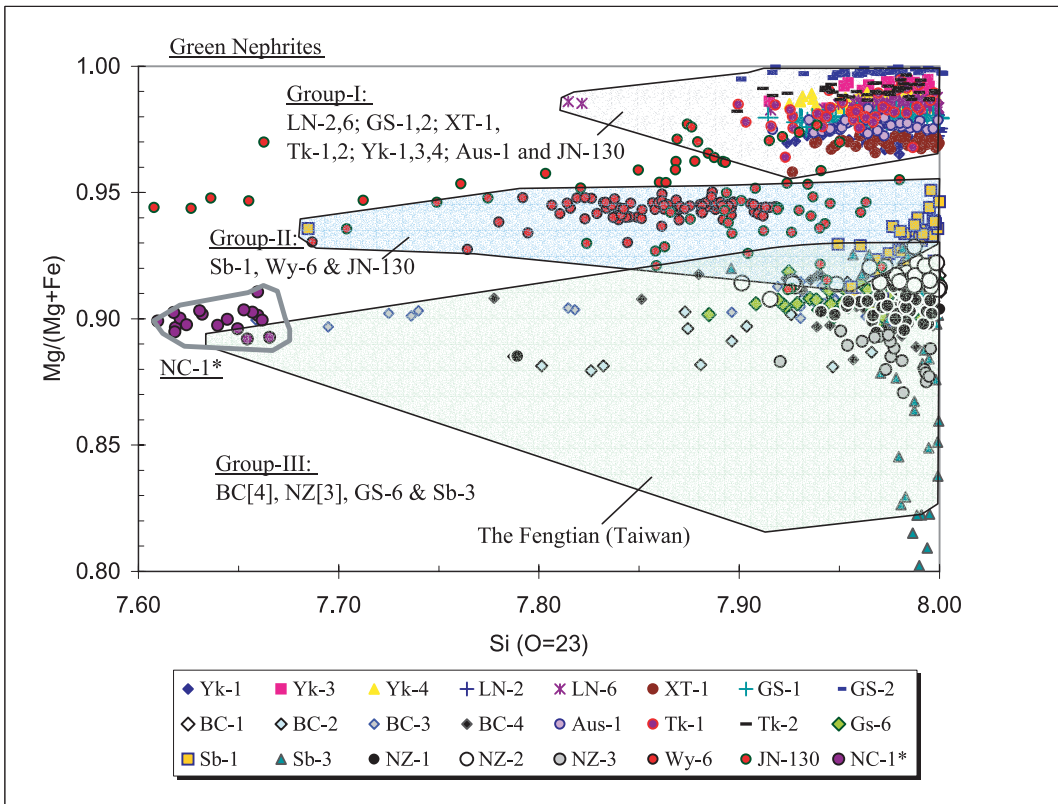 Green Nephrites
Group-I:
LN-2,6; GS-1,2; XT-1,
Tk-1,2; Yk-1,3,4; Aus-1 and JN-130
Group-II:
Sb-1, Wy-6 & JN-130
NC-1*
Group-III:
BC[4], NZ[3], GS-6 & Sb-3
The Fengtian (Taiwan)
Mg/(Mg+Fe)
1.00
0.95
0.90
0.85
0.80
7.60 7.70 7.80 7.90 8.00
Si (O=23)
Yk-1 Yk-3 Yk-4 LN-2 LN-6 XT-1 GS-1 GS-2
BC-1 BC-2 BC-3 BC-4 Aus-1 Tk-1 Tk-2 Gs-6
Sb-1 Sb-3 NZ-1 NZ-2 NZ-3 Wy-6 JN-130 NC-1*